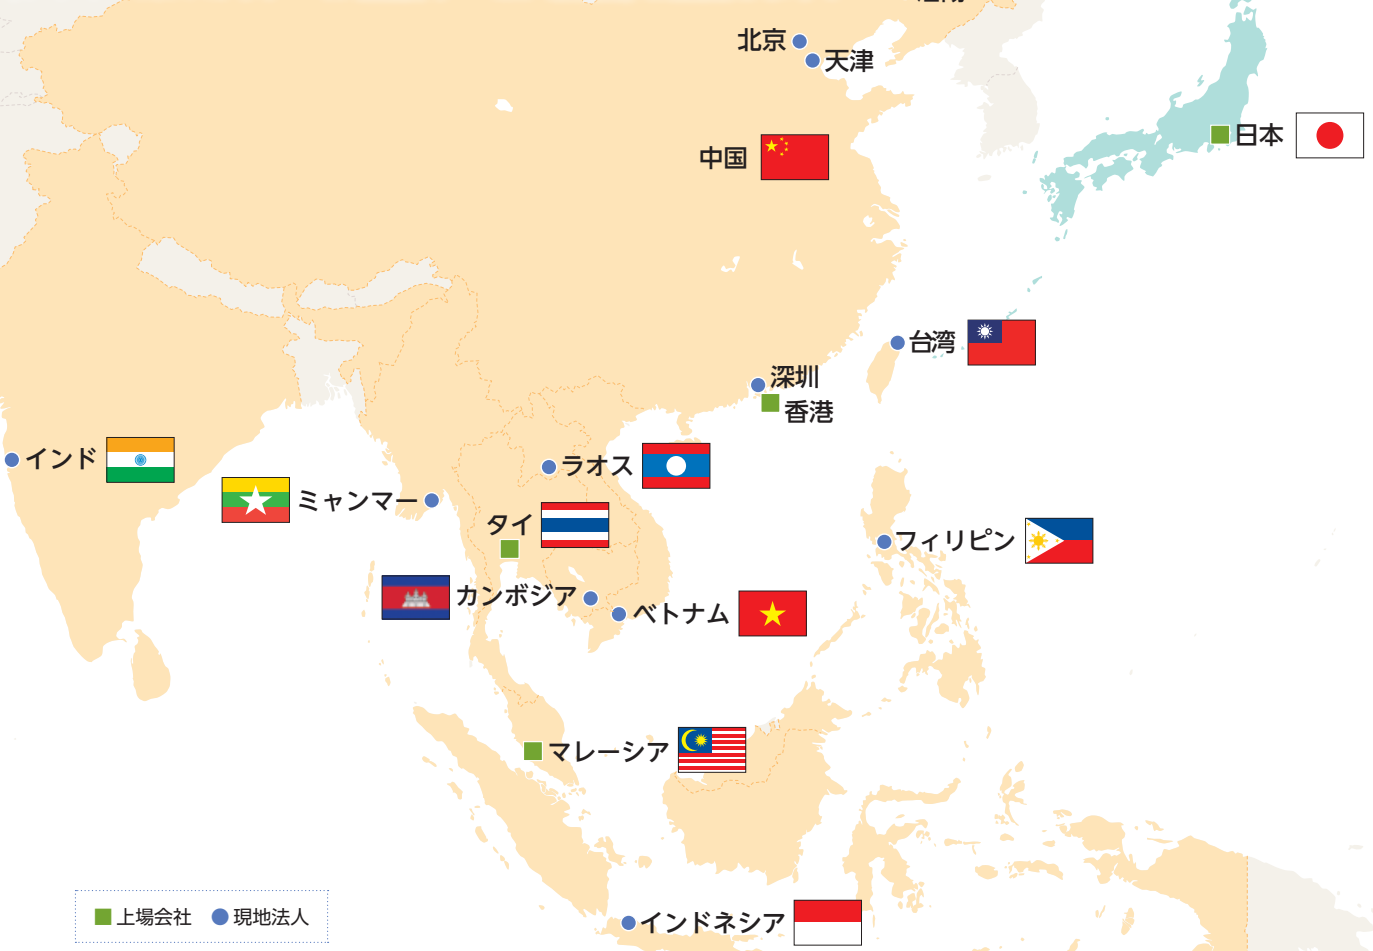 北京
天津
中国
日本
台湾
深圳
香港
インド
ラオス
ミャンマー
タイ
フィリピン
カンボジア
ベトナム
マレーシア
インドネシア
上場会社 現地法人